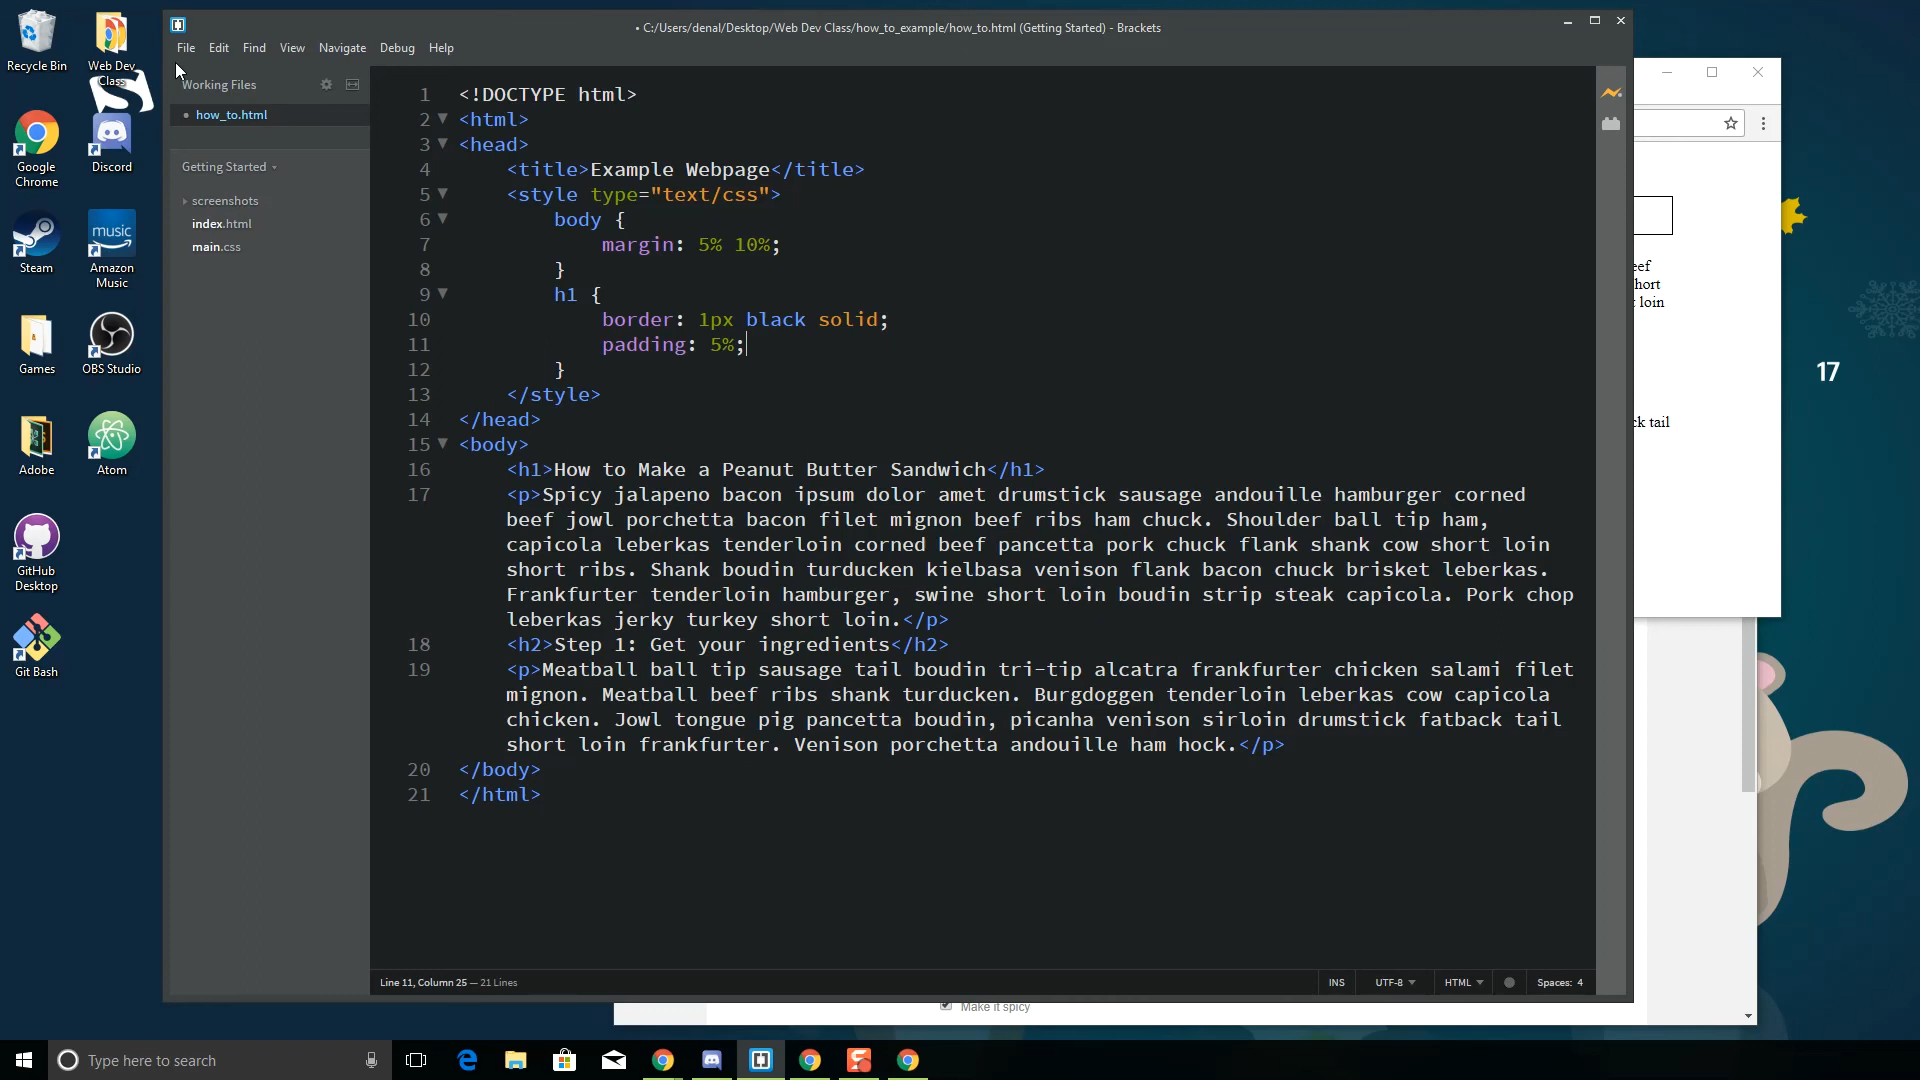 • C:/Users/denal/Desktop/Web Dev Class/how_to_example/how_to.html (Getting Started) - Brackets
File Edit Find View Navigate Debug Help
Recycle Bin
Web Dev Class
Google Chrome
Discord
Steam
Amazon Music
Games
OBS Studio
Adobe
Atom
GitHub Desktop
Git Bash
Working Files
• how_to.html
Getting Started
screenshots
index.html
main.css
1 <!DOCTYPE html>
2 <html>
3 <head>
4 <title>Example Webpage</title>
5 <style type="text/css">
6 body {
7 margin: 5% 10%;
8 }
9 h1 {
10 border: 1px black solid;
11 padding: 5%;
12 }
13 </style>
14 </head>
15 <body>
16 <h1>How to Make a Peanut Butter Sandwich</h1>
17 <p>Spicy jalapeno bacon ipsum dolor amet drumstick sausage andouille hamburger corned
beef jowl porchetta bacon filet mignon beef ribs ham chuck. Shoulder ball tip ham,
capicola leberkas tenderloin corned beef pancetta pork chuck flank shank cow short loin
short ribs. Shank boudin turducken kielbasa venison flank bacon chuck brisket leberkas.
Frankfurter tenderloin hamburger, swine short loin boudin strip steak capicola. Pork chop
leberkas jerky turkey short loin.</p>
18 <h2>Step 1: Get your ingredients</h2>
19 <p>Meatball ball tip sausage tail boudin tri-tip alcatra frankfurter chicken salami filet
mignon. Meatball beef ribs shank turducken. Burgdoggen tenderloin leberkas cow capicola
chicken. Jowl tongue pig pancetta boudin, picanha venison sirloin drumstick fatback tail
short loin frankfurter. Venison porchetta andouille ham hock.</p>
20 </body>
21 </html>
eef
hort
t loin
ck tail
17
music
Line 11, Column 25 — 21 Lines
INS UTF-8 HTML Spaces: 4
Make it spicy
Type here to search